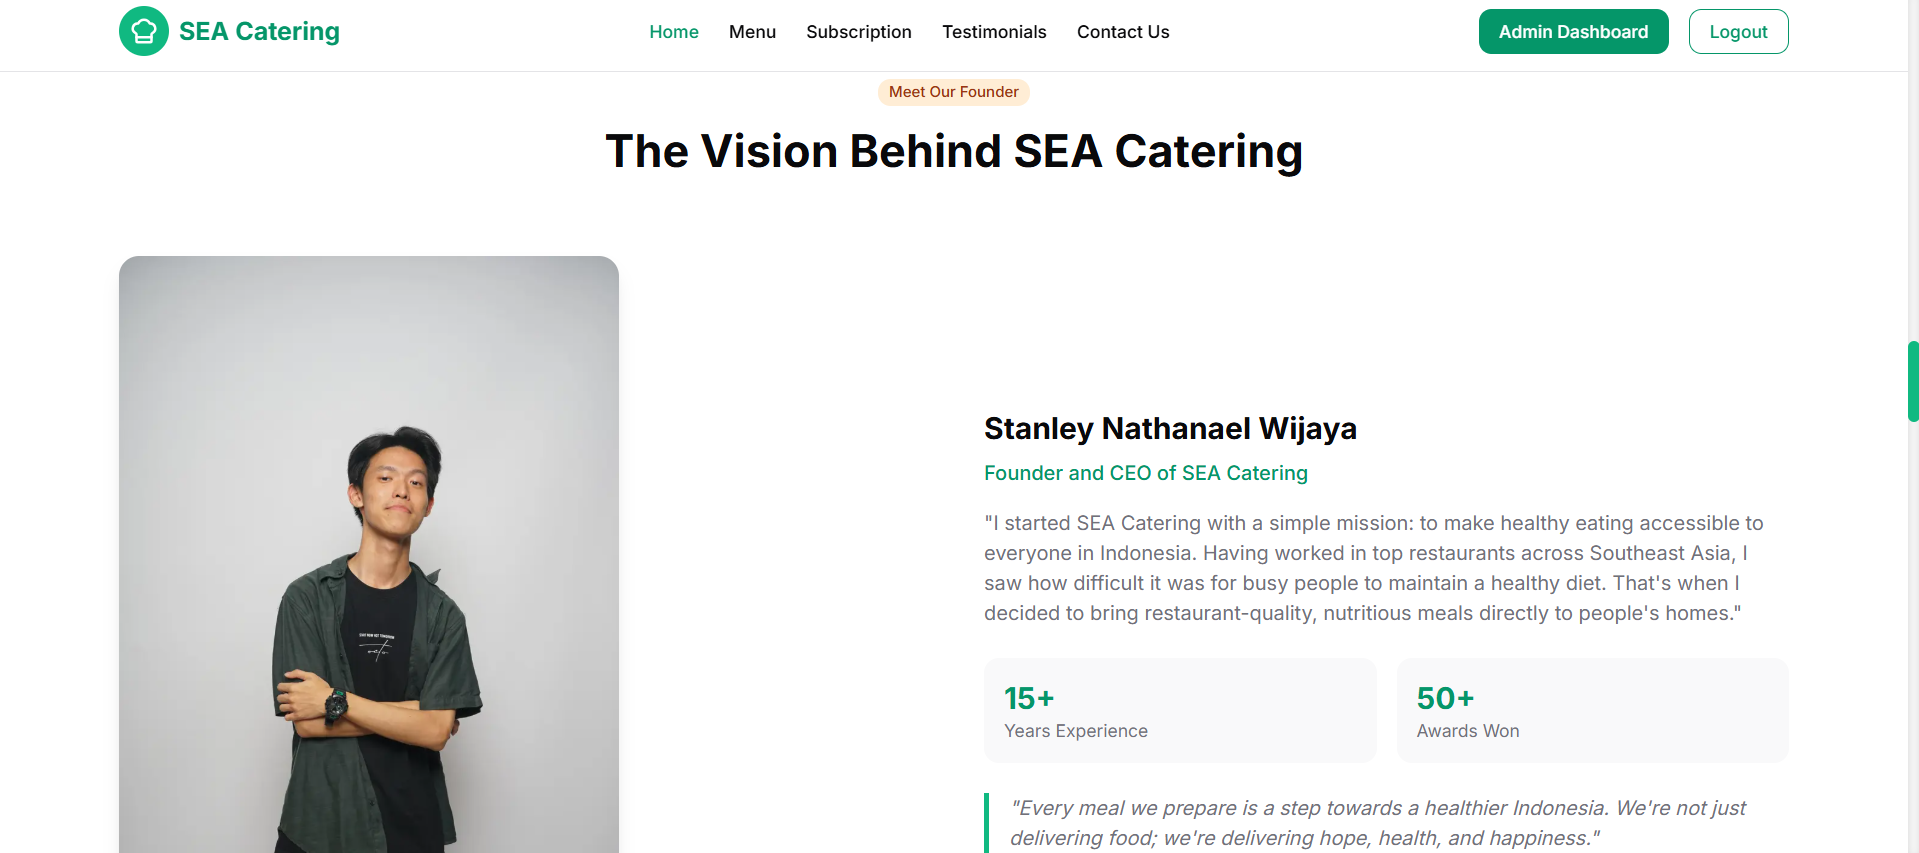 SEA Catering
Home
Menu
Subscription
Testimonials
Contact Us
Admin Dashboard
Logout
Meet Our Founder
The Vision Behind SEA Catering
Stanley Nathanael Wijaya
Founder and CEO of SEA Catering
"I started SEA Catering with a simple mission: to make healthy eating accessible to
everyone in Indonesia. Having worked in top restaurants across Southeast Asia, I
saw how difficult it was for busy people to maintain a healthy diet. That's when I
decided to bring restaurant-quality, nutritious meals directly to people's homes."
15+
Years Experience
50+
Awards Won
"Every meal we prepare is a step towards a healthier Indonesia. We're not just
delivering food; we're delivering hope, health, and happiness."